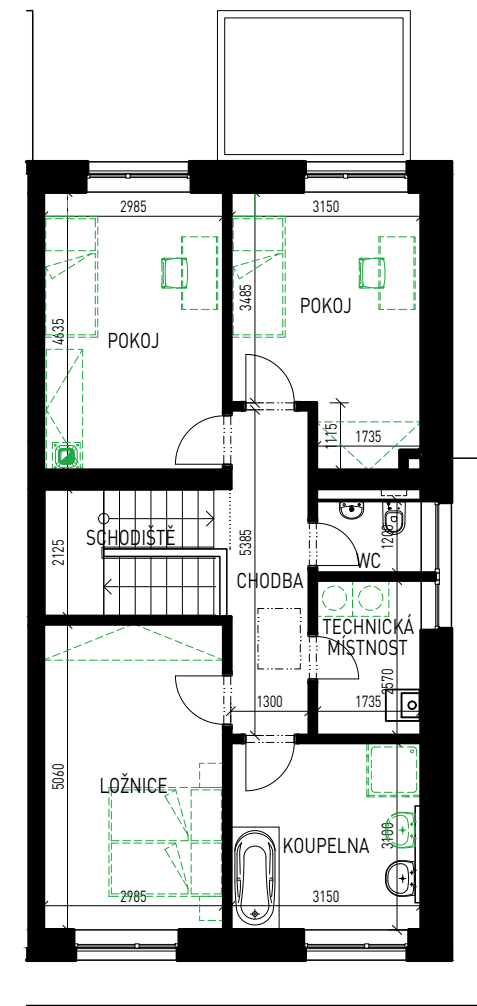 2985
3150
4635
3485
POKOJ
POKOJ
1115
1735
2125
SCHODIŠTĚ
5385
WC
1200
CHODBA
TECHNICKÁ
MÍSTNOST
2570
1300
1735
5060
LOŽNICE
3100
KOUPELNA
2985
3150